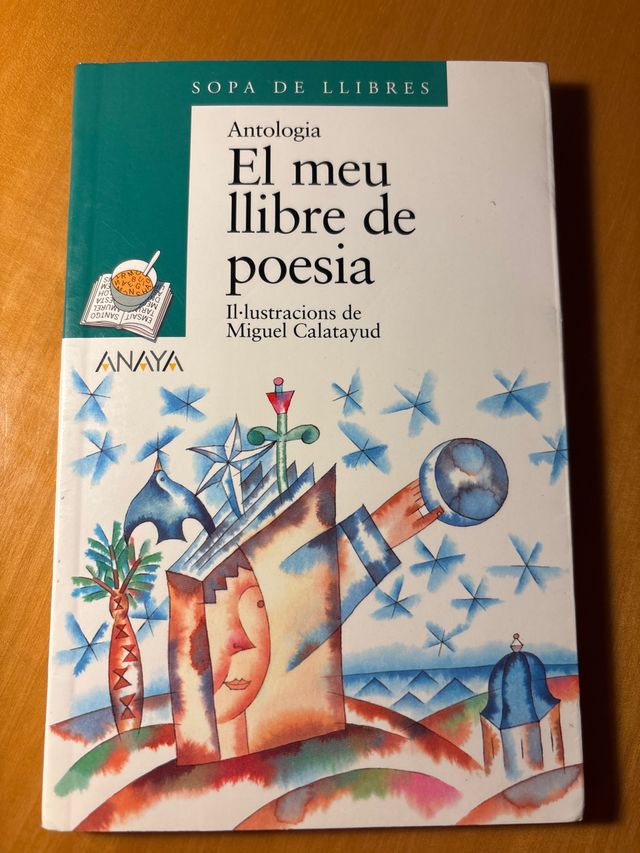 SOPA DE LLIBRES
Antologia
El meu
llibre de
poesia
Il·lustracions de
Miguel Calatayud
ANAYA